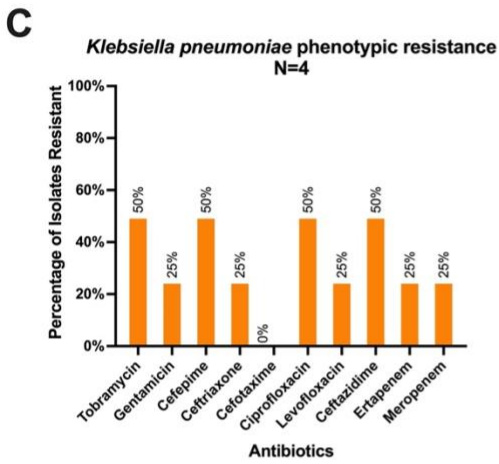 C
Klebsiella pneumoniae phenotypic resistance
N=4
Percentage of Isolates Resistant
100%
80%
60%
40%
20%
0%
50%
25%
50%
25%
0%
50%
25%
50%
25%
25%
Tobramycin
Gentamicin
Cefepime
Ceftriaxone
Cefotaxime
Ciprofloxacin
Levofloxacin
Ceftazidime
Ertapenem
Meropenem
Antibiotics